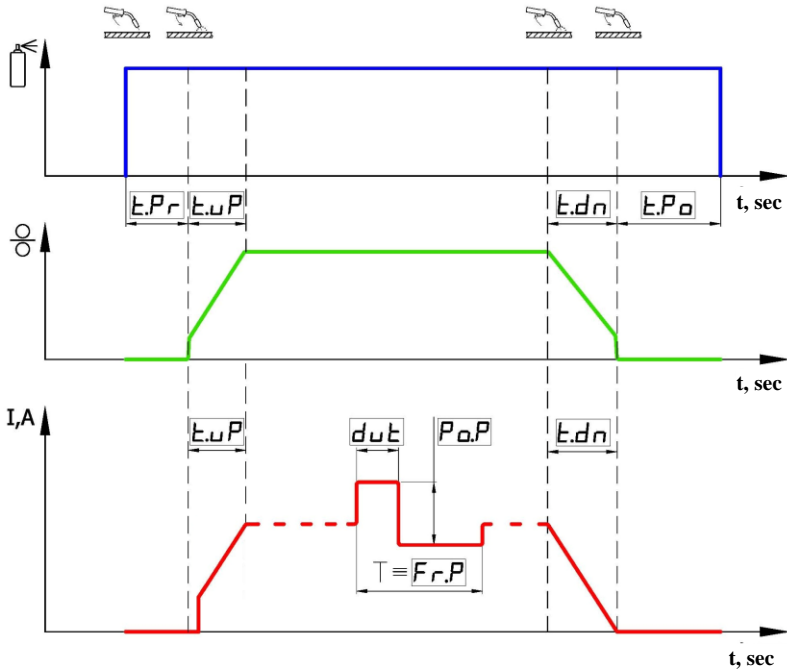 t.Pr
t.uP
t.dn
t.Po
t, sec
t, sec
I,A
t.uP
dut
Po.P
t.dn
T ≡ Fr.P
t, sec